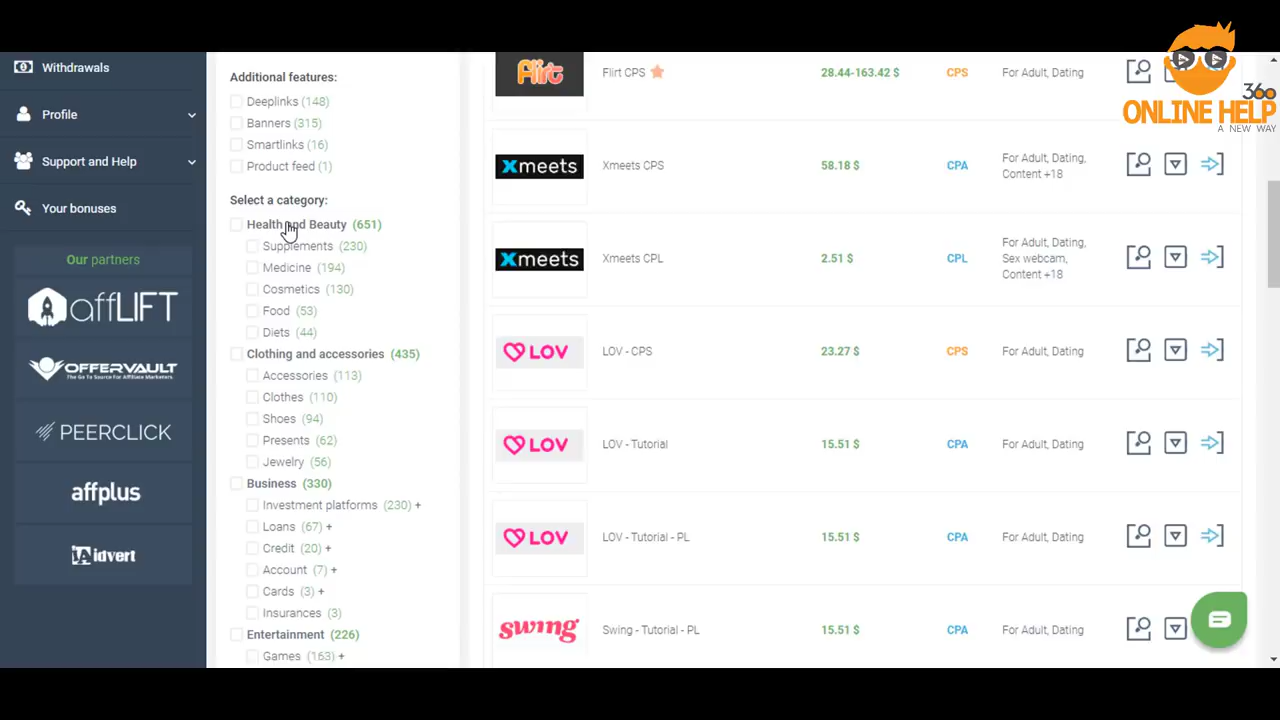 Withdrawals
Profile
Support and Help
Your bonuses
Our partners
affLIFT
OFFERVAULT
The Go To Source For Affiliate Marketers
PEERCLICK
affplus
idvert
Additional features:
Deeplinks (148)
Banners (315)
Smartlinks (16)
Product feed (1)
Select a category:
Health and Beauty (651)
Supplements (230)
Medicine (194)
Cosmetics (130)
Food (53)
Diets (44)
Clothing and accessories (435)
Accessories (113)
Clothes (110)
Shoes (94)
Presents (62)
Jewelry (56)
Business (330)
Investment platforms (230) +
Loans (67) +
Credit (20) +
Account (7) +
Cards (3) +
Insurances (3)
Entertainment (226)
Games (163) +
Flirt Flirt CPS 28.44-163.42 $ CPS For Adult, Dating
Xmeets Xmeets CPS 58.18 $ CPA For Adult, Dating,
Content +18
Xmeets Xmeets CPL 2.51 $ CPL For Adult, Dating,
Sex webcam,
Content +18
LOV LOV - CPS 23.27 $ CPS For Adult, Dating
LOV LOV - Tutorial 15.51 $ CPA For Adult, Dating
LOV LOV - Tutorial - PL 15.51 $ CPA For Adult, Dating
swing Swing - Tutorial - PL 15.51 $ CPA For Adult, Dating
360
ONLINE HELP
A NEW WAY